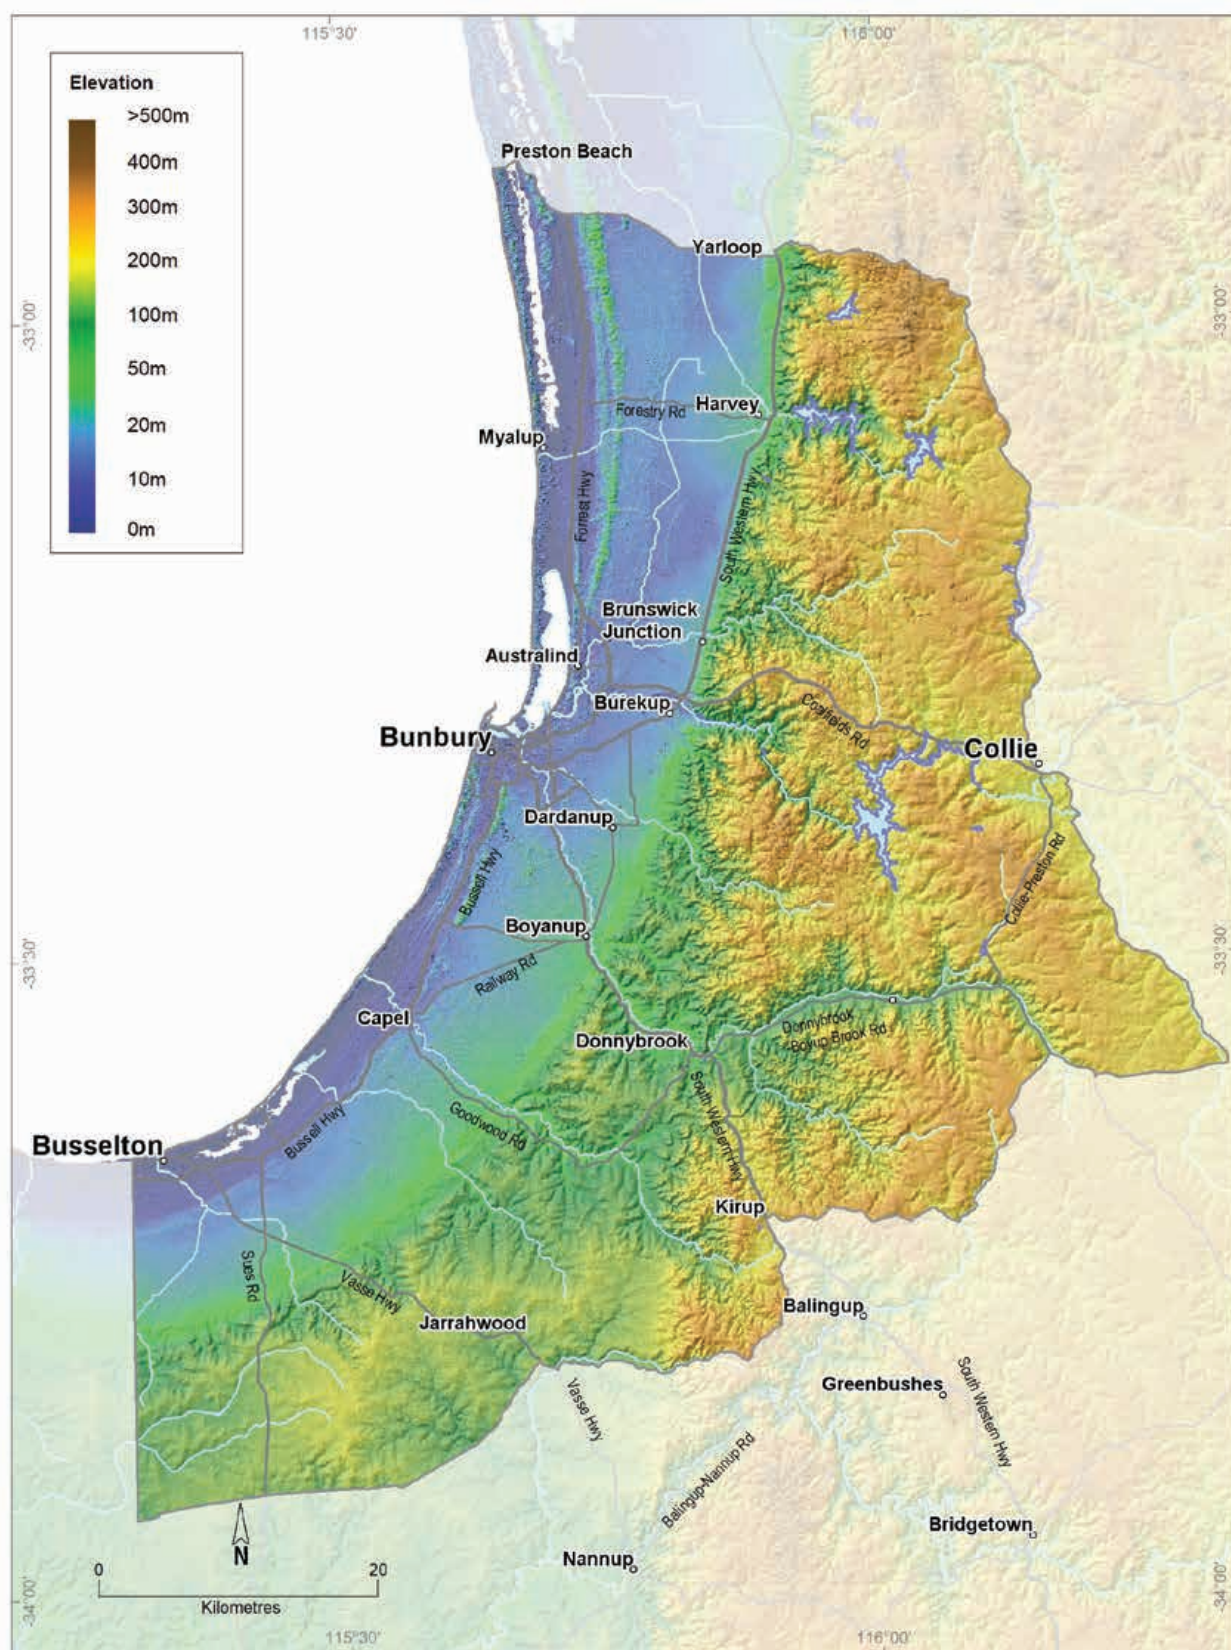 115°30'
116°00'
Elevation
>500m
400m
300m
200m
100m
50m
20m
10m
0m
Preston Beach
Yarloop
-33°00'
-33°00'
Forestry Rd
Harvey
Myalup
Forrest Hwy
South Western Hwy
Brunswick
Junction
Australind
Burekup
Coalfields Rd
Bunbury
Collie
Dardanup
Collie-Preston Rd
Bussell Hwy
Boyanup
-33°30'
-33°30'
Railway Rd
Capel
Donnybrook
Donnybrook
-Boyup Brook Rd
Goodwood Rd
South Western Hwy
Bussell Hwy
Busselton
Kirup
Sues Rd
Vasse Hwy
Balingup
Jarrahwood
Greenbushes
Vasse Hwy
South Western Hwy
Balingup-Nannup Rd
Bridgetown
N
Nannup
0
20
Kilometres
-34°00'
-34°00'
115°30'
116°00'